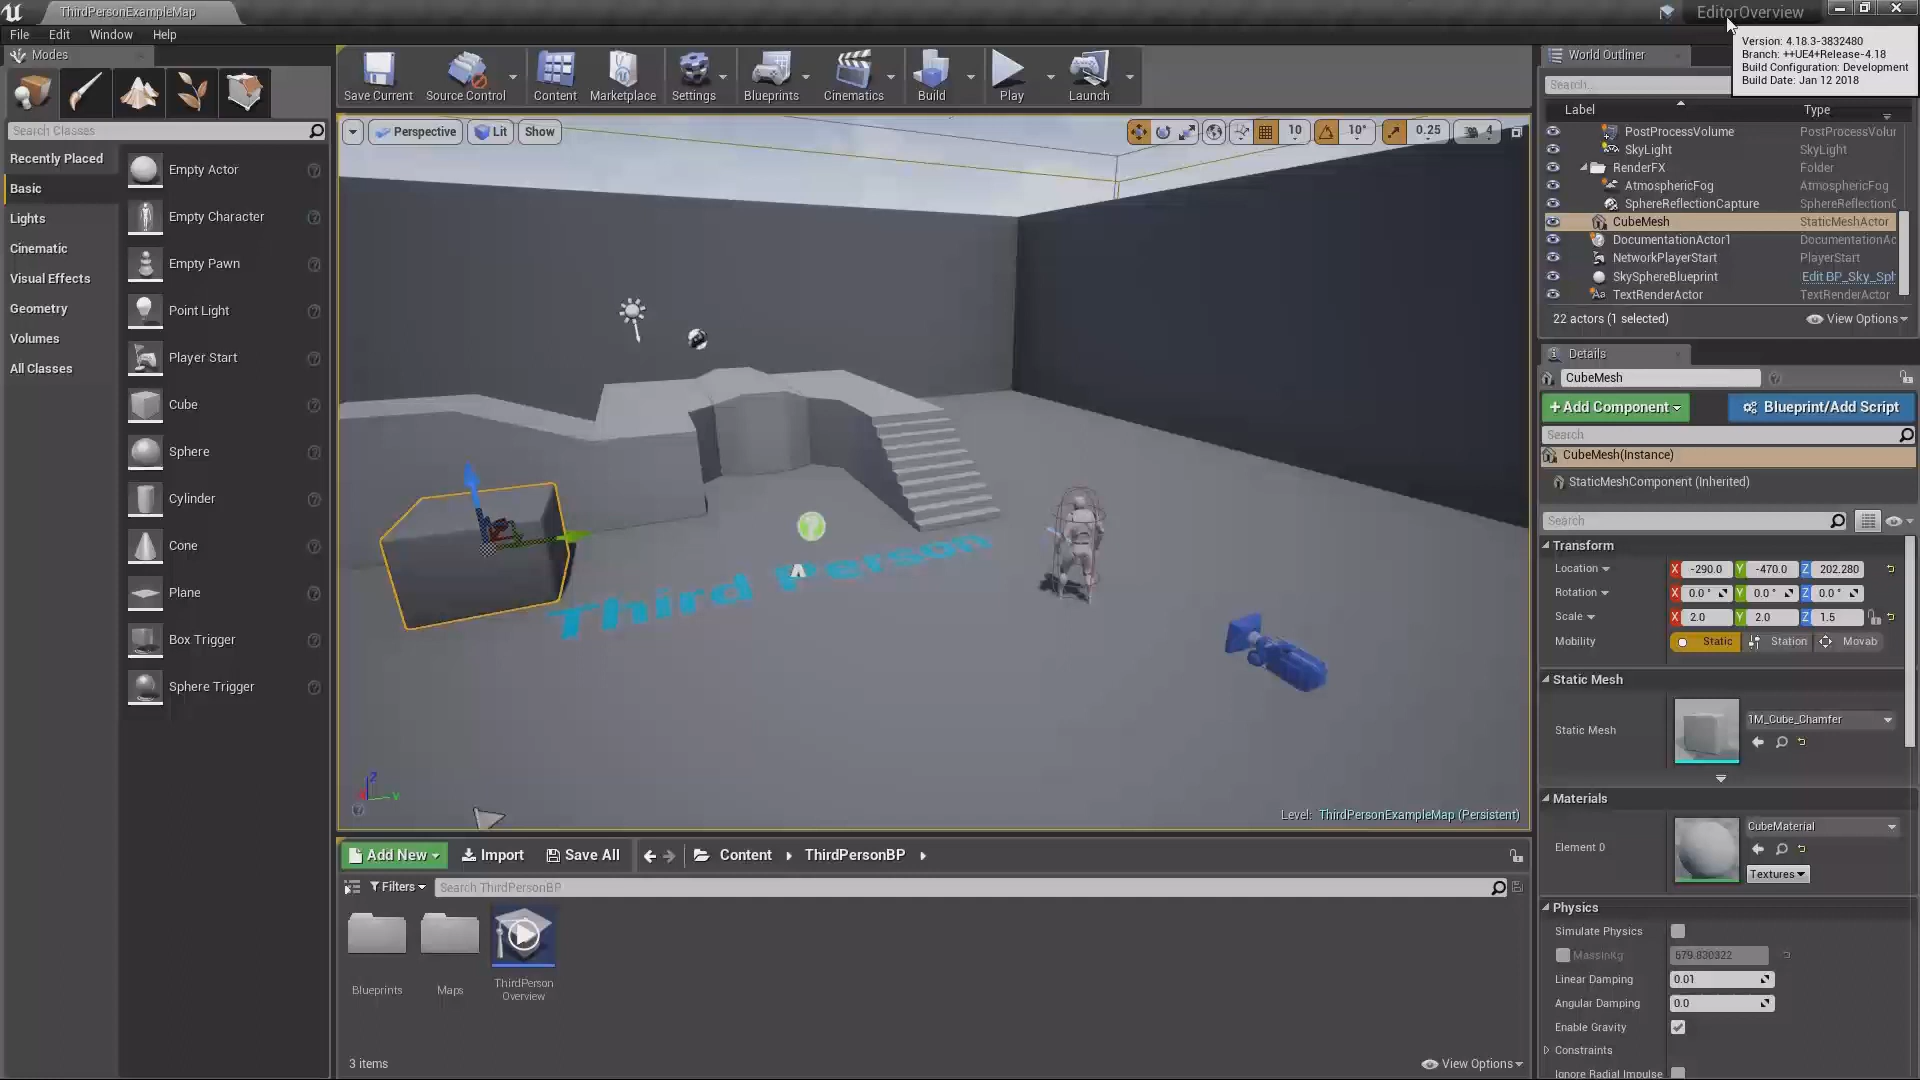 ThirdPersonExampleMap
EditorOverview
File Edit Window Help
Version: 4.18.3-3832480
Branch: ++UE4+Release-4.18
Build Configuration: Development
Build Date: Jan 12 2018
Modes
Search Classes
Recently Placed
Basic
Lights
Cinematic
Visual Effects
Geometry
Volumes
All Classes
Empty Actor
Empty Character
Empty Pawn
Point Light
Player Start
Cube
Sphere
Cylinder
Cone
Plane
Box Trigger
Sphere Trigger
Save Current Source Control Content Marketplace Settings Blueprints Cinematics Build Play Launch
Perspective Lit Show 10 10° 0.25 4
Third Person
Level: ThirdPersonExampleMap (Persistent)
Add New Import Save All Content ThirdPersonBP
Filters Search ThirdPersonBP
Blueprints
Maps
ThirdPerson
Overview
3 items View Options
World Outliner
Search...
Label Type
PostProcessVolume PostProcessVolur
SkyLight SkyLight
RenderFX Folder
AtmosphericFog AtmosphericFog
SphereReflectionCapture SphereReflectionC
CubeMesh StaticMeshActor
DocumentationActor1 DocumentationAc
NetworkPlayerStart PlayerStart
SkySphereBlueprint Edit BP_Sky_Sph
TextRenderActor TextRenderActor
22 actors (1 selected) View Options
Details
CubeMesh
+Add Component Blueprint/Add Script
Search
CubeMesh(Instance)
StaticMeshComponent (Inherited)
Search
Transform
Location X -290.0 Y -470.0 Z 202.280
Rotation X 0.0 ° Y 0.0 ° Z 0.0 °
Scale X 2.0 Y 2.0 Z 1.5
Mobility Static Station Movab
Static Mesh
Static Mesh 1M_Cube_Chamfer
Materials
Element 0 CubeMaterial
Textures
Physics
Simulate Physics
MassInKg 679.830322
Linear Damping 0.01
Angular Damping 0.0
Enable Gravity
Constraints
Ignore Radial Impulse